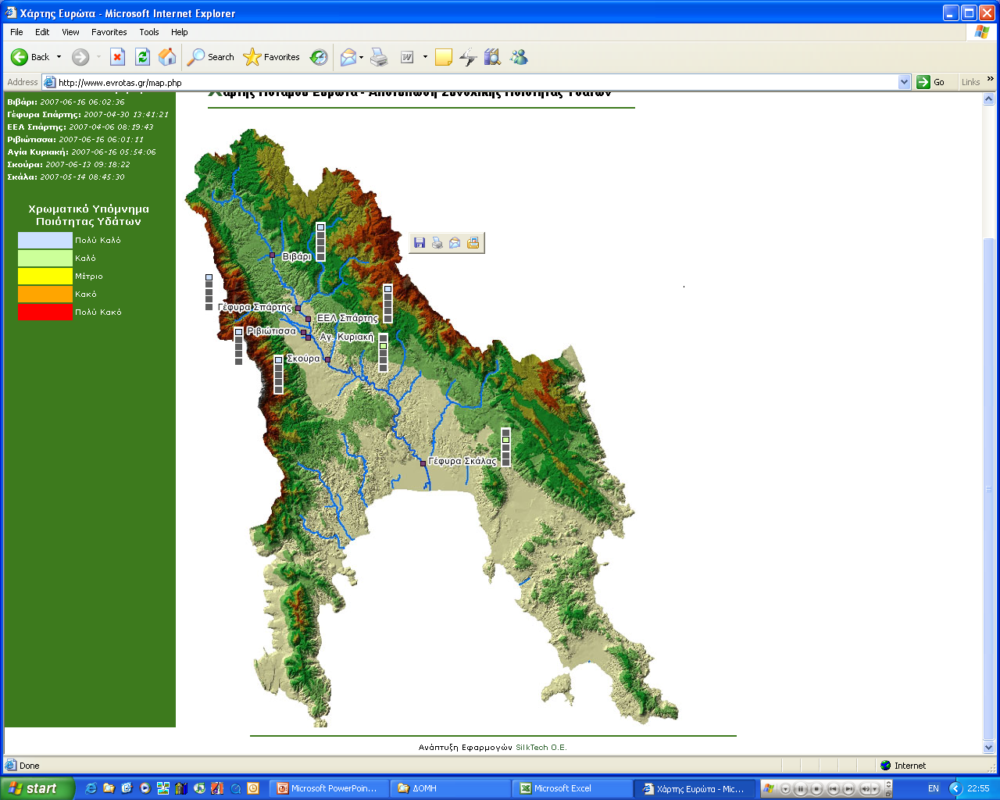 Χάρτης Ευρώτα - Microsoft Internet Explorer
File Edit View Favorites Tools Help
Back Search Favorites
Address http://www.evrotas.gr/map.php Go Links »
Χάρτης Ποταμού Ευρώτα - Αποτύπωση Συνοχικής Ποιότητας Υδάτων
Βιβάρι: 2007-06-16 06:02:36
Γέφυρα Σπάρτης: 2007-04-30 13:41:21
ΕΕΛ Σπάρτης: 2007-04-06 08:19:43
Ριβιώτισσα: 2007-06-16 06:01:11
Αγία Κυριακή: 2007-06-16 05:54:06
Σκούρα: 2007-06-13 09:18:22
Σκάλα: 2007-05-14 08:45:30
Χρωματικό Υπόμνημα
Ποιότητας Υδάτων
Πολύ Καλό
Καλό
Μέτριο
Κακό
Πολύ Κακό
Βιβάρι
Γέφυρα Σπάρτης
ΕΕΛ Σπάρτης
Ριβιώτισσα
Αγ. Κυριακή
Σκούρα
Γέφυρα Σκάλας
Ανάπτυξη Εφαρμογών SilkTech O.E.
Done Internet
start Microsoft PowerPoin... ΔΟΜΗ Microsoft Excel Χάρτης Ευρώτα - Mic... EN 22:55